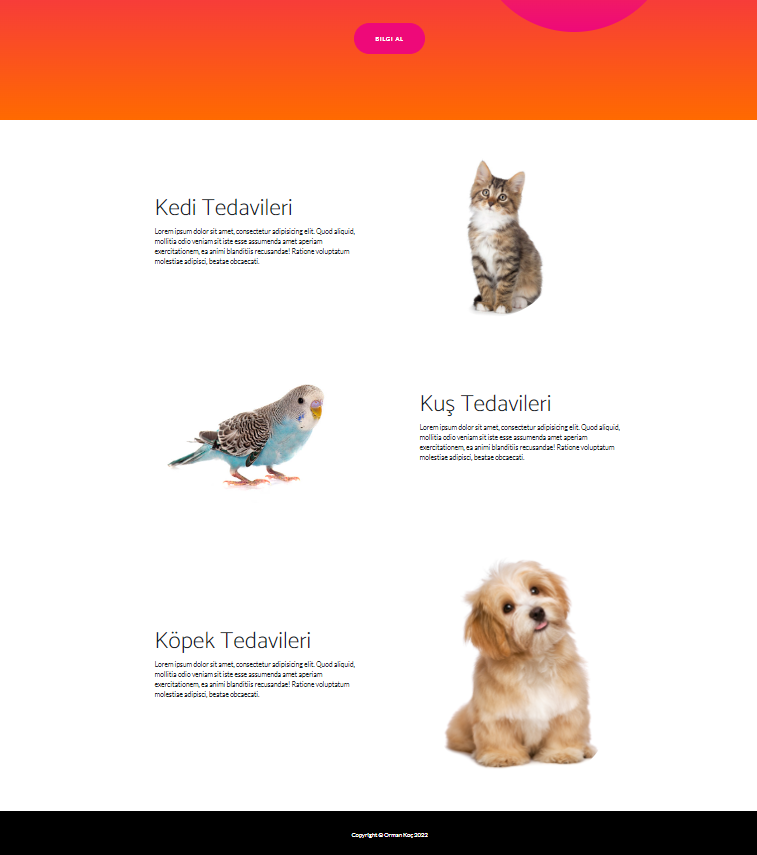 BILGI AL
Kedi Tedavileri
Lorem ipsum dolor sit amet, consectetur adipisicing elit. Quod aliquid,
mollitia odio veniam sit iste esse assumenda amet aperiam
exercitationem, ea animi blanditiis recusandae! Ratione voluptatum
molestiae adipisci, beatae obcaecati.
Kuş Tedavileri
Lorem ipsum dolor sit amet, consectetur adipisicing elit. Quod aliquid,
mollitia odio veniam sit iste esse assumenda amet aperiam
exercitationem, ea animi blanditiis recusandae! Ratione voluptatum
molestiae adipisci, beatae obcaecati.
Köpek Tedavileri
Lorem ipsum dolor sit amet, consectetur adipisicing elit. Quod aliquid,
mollitia odio veniam sit iste esse assumenda amet aperiam
exercitationem, ea animi blanditiis recusandae! Ratione voluptatum
molestiae adipisci, beatae obcaecati.
Copyright © Orman Koç 2022